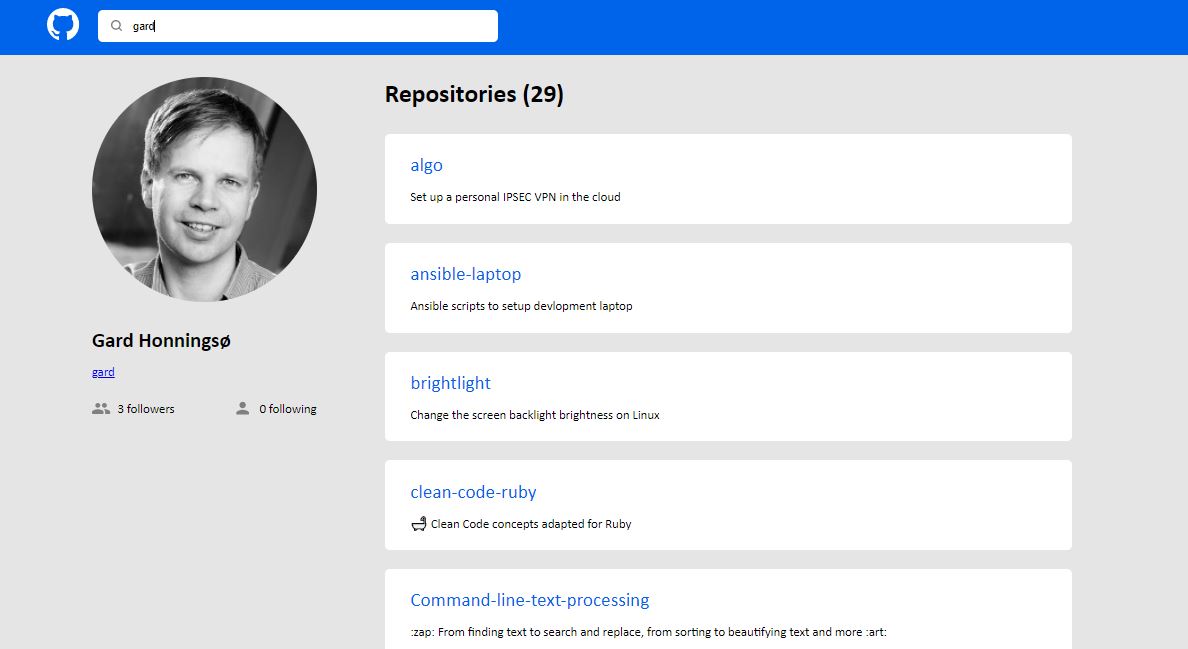 gard
Repositories (29)
algo
Set up a personal IPSEC VPN in the cloud
ansible-laptop
Ansible scripts to setup devlopment laptop
Gard Honningsø
gard
3 followers 0 following
brightlight
Change the screen backlight brightness on Linux
clean-code-ruby
🛁 Clean Code concepts adapted for Ruby
Command-line-text-processing
:zap: From finding text to search and replace, from sorting to beautifying text and more :art: